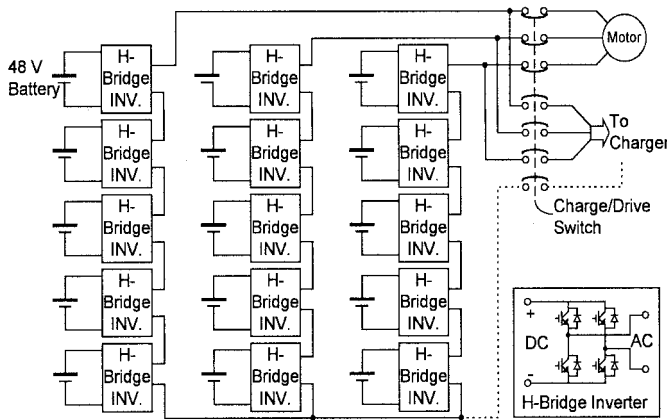 48 V
Battery
H-
Bridge
INV.
H-
Bridge
INV.
H-
Bridge
INV.
Motor
H-
Bridge
INV.
H-
Bridge
INV.
H-
Bridge
INV.
To
Charger
H-
Bridge
INV.
H-
Bridge
INV.
H-
Bridge
INV.
Charge/Drive
Switch
H-
Bridge
INV.
H-
Bridge
INV.
H-
Bridge
INV.
H-
Bridge
INV.
H-
Bridge
INV.
H-
Bridge
INV.
+
DC
AC
-
H-Bridge Inverter